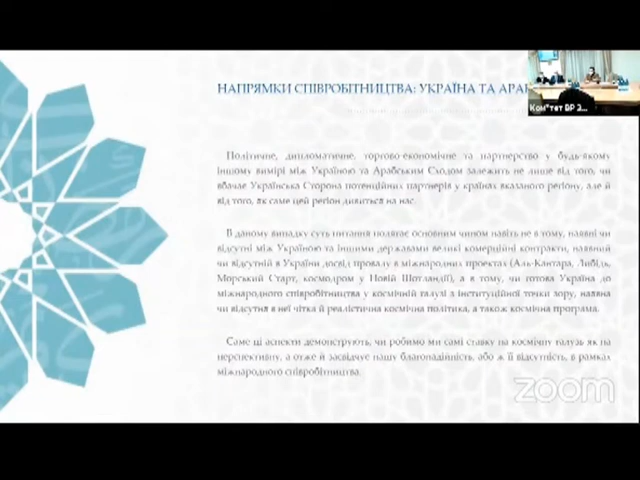 НАПРЯМКИ СПІВРОБІТНИЦТВА: УКРАЇНА ТА АРАБ
Ком*тет ВР З...
Політичне, дипломатичне, торгово-економічне та партнерство у будь-якому
іншому вимірі між Україною та Арабським Сходом залежить не лише від того, чи
вбачає Українська Сторона потенційних партнерів у країнах вказаного регіону, але й
від того, як саме цей регіон дивиться на нас.
В даному випадку суть питання полягає основним чином навіть не в тому, наявні чи
відсутні між Україною та іншими державами великі комерційні контракти, наявний
чи відсутній в України досвід провалу в міжнародних проектах (Аль-Кантара, Либідь,
Морський Старт, космодром у Новій Шотландії), а в тому, чи готова Україна до
міжнародного співробітництва у космічній галузі з інституційної точки зору, наявна
чи відсутня в неї чітка й реалістична космічна політика, а також космічна програма.
Саме ці аспекти демонструють, чи робимо ми самі ставку на космічну галузь як на
перспективну, а отже й засвідчує нашу благонадійність, або ж її відсутність, в рамках
міжнародного співробітництва.
zoom